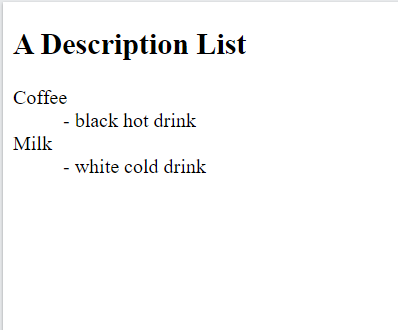 A Description List
Coffee
- black hot drink
Milk
- white cold drink